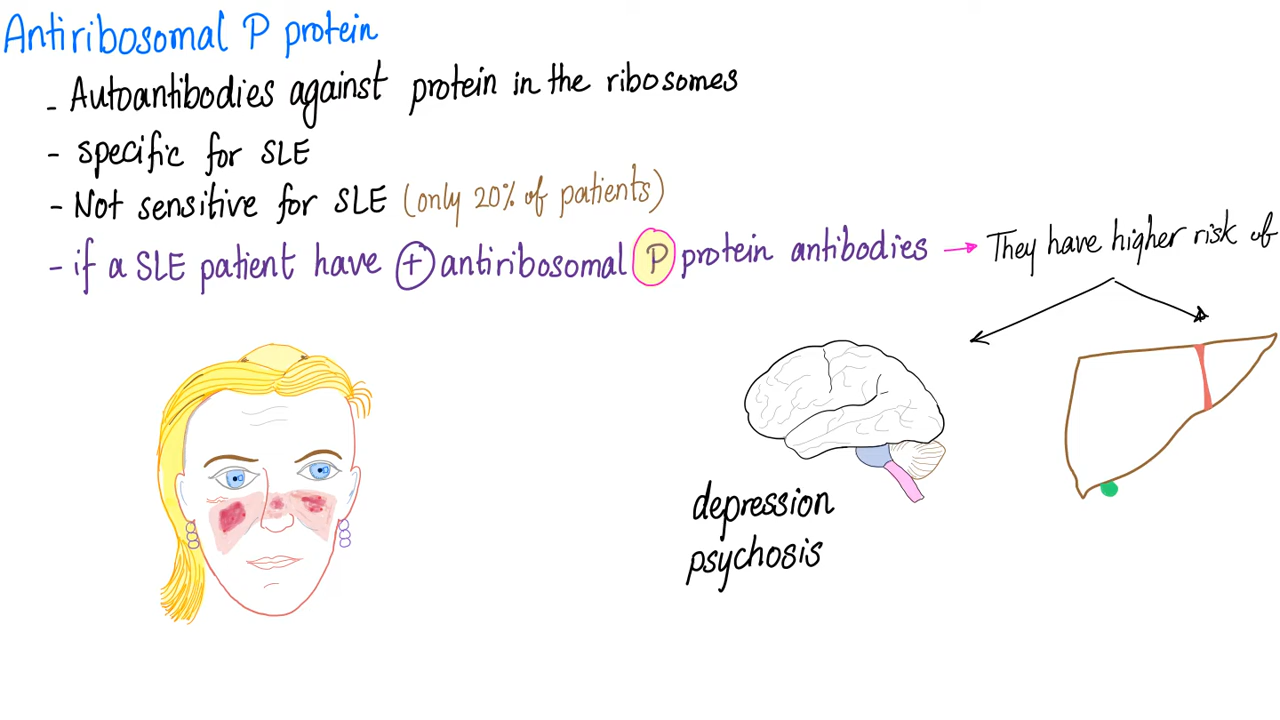 Antiribosomal P protein
- Autoantibodies against protein in the ribosomes
- specific for SLE
- Not sensitive for SLE (only 20% of patients)
- if a SLE patient have + antiribosomal P protein antibodies → They have higher risk of
depression
psychosis